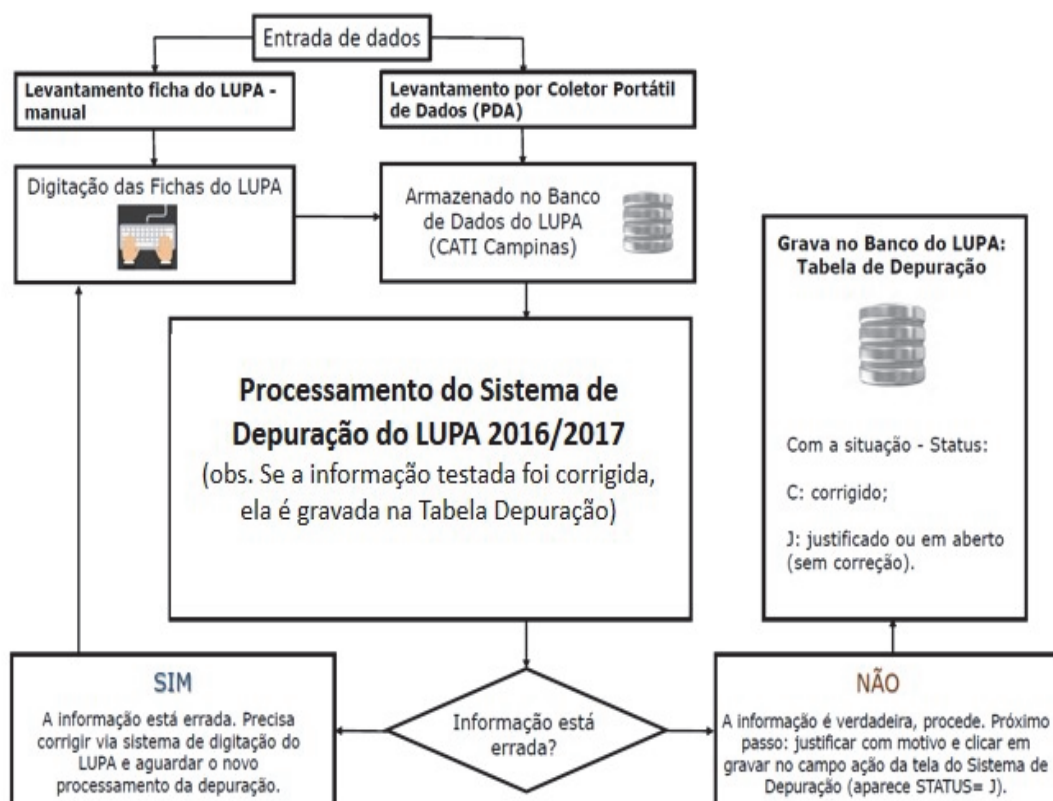 Entrada de dados
Levantamento ficha do LUPA -
manual
Levantamento por Coletor Portátil
de Dados (PDA)
Digitação das Fichas do LUPA
Armazenado no Banco
de Dados do LUPA
(CATI Campinas)
Grava no Banco do LUPA:
Tabela de Depuração
Com a situação - Status:
C: corrigido;
J: justificado ou em aberto
(sem correção).
Processamento do Sistema de
Depuração do LUPA 2016/2017
(obs. Se a informação testada foi corrigida,
ela é gravada na Tabela Depuração)
SIM
A informação está errada. Precisa
corrigir via sistema de digitação do
LUPA e aguardar o novo
processamento da depuração.
Informação está
errada?
NÃO
A informação é verdadeira, procede. Próximo
passo: justificar com motivo e clicar em
gravar no campo ação da tela do Sistema de
Depuração (aparece STATUS= J).